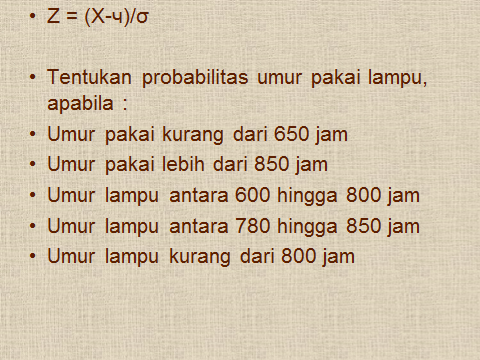 • Z = (X-ч)/σ
• Tentukan probabilitas umur pakai lampu,
apabila :
• Umur pakai kurang dari 650 jam
• Umur pakai lebih dari 850 jam
• Umur lampu antara 600 hingga 800 jam
• Umur lampu antara 780 hingga 850 jam
• Umur lampu kurang dari 800 jam